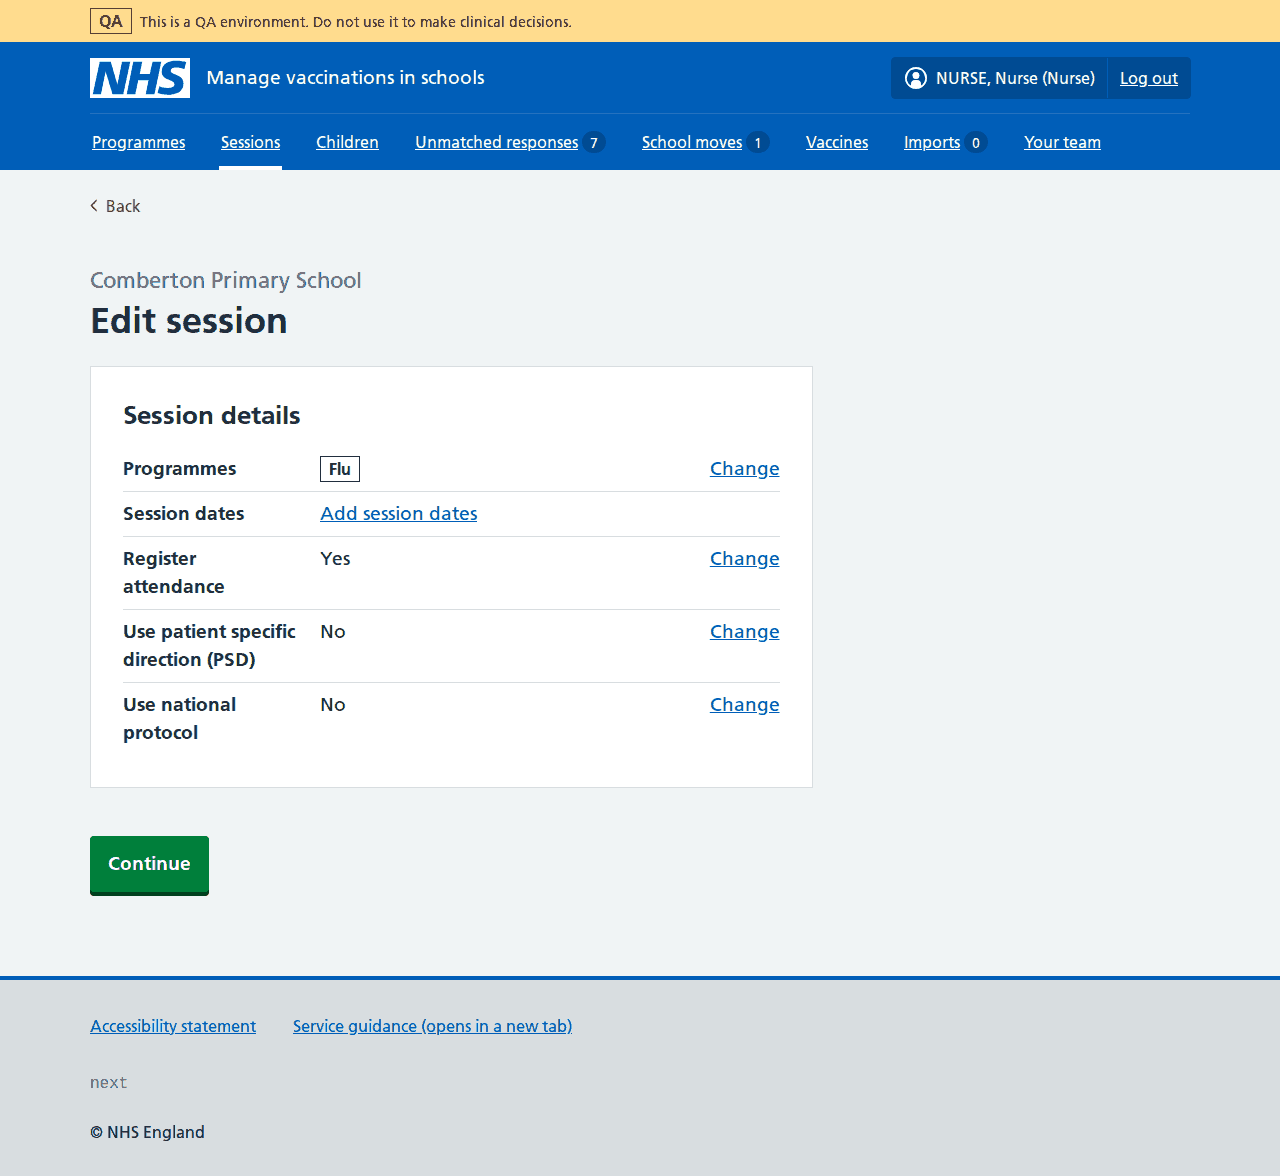 QA This is a QA environment. Do not use it to make clinical decisions.
NHS Manage vaccinations in schools NURSE, Nurse (Nurse) Log out
Programmes Sessions Children Unmatched responses 7 School moves 1 Vaccines Imports 0 Your team
Back
Comberton Primary School
Edit session
Session details
Programmes Flu Change
Session dates Add session dates
Register attendance Yes Change
Use patient specific direction (PSD) No Change
Use national protocol No Change
Continue
Accessibility statement Service guidance (opens in a new tab)
next
© NHS England